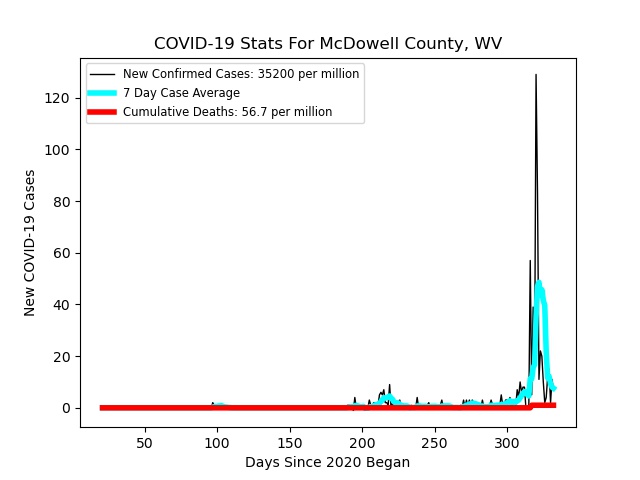 COVID-19 Stats For McDowell County, WV
New Confirmed Cases: 35200 per million
7 Day Case Average
Cumulative Deaths: 56.7 per million
New COVID-19 Cases
120
100
80
60
40
20
0
50
100
150
200
250
300
Days Since 2020 Began